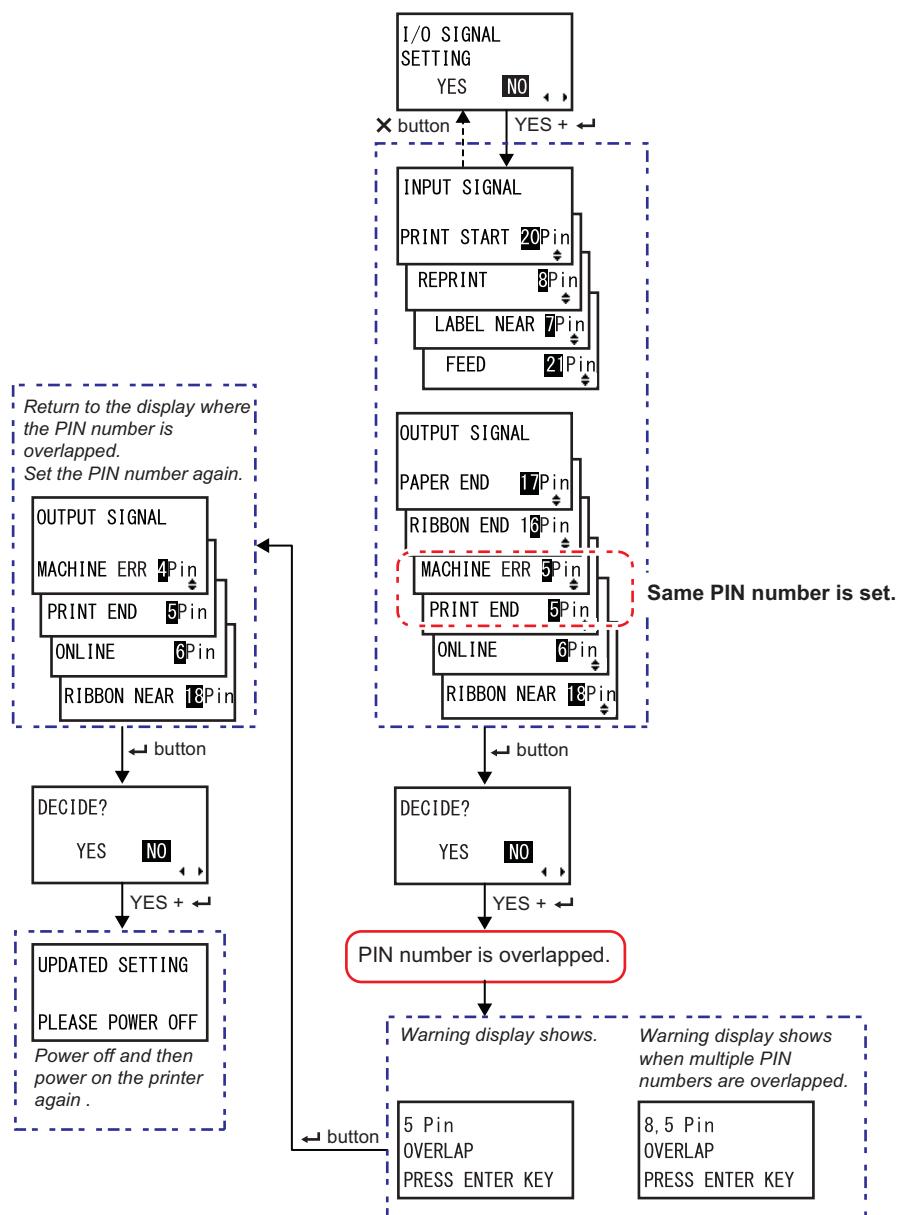 I/O SIGNAL
SETTING
YES NO
✕ button
YES + ↵
INPUT SIGNAL
PRINT START 20Pin
REPRINT 8Pin
LABEL NEAR 7Pin
FEED 21Pin
OUTPUT SIGNAL
PAPER END 17Pin
RIBBON END 16Pin
MACHINE ERR 5Pin
PRINT END 5Pin
ONLINE 6Pin
RIBBON NEAR 18Pin
Same PIN number is set.
↵ button
DECIDE?
YES NO
YES + ↵
PIN number is overlapped.
Warning display shows.
5 Pin
OVERLAP
PRESS ENTER KEY
Warning display shows
when multiple PIN
numbers are overlapped.
8,5 Pin
OVERLAP
PRESS ENTER KEY
↵ button
Return to the display where
the PIN number is
overlapped.
Set the PIN number again.
OUTPUT SIGNAL
MACHINE ERR 4Pin
PRINT END 5Pin
ONLINE 6Pin
RIBBON NEAR 18Pin
↵ button
DECIDE?
YES NO
YES + ↵
UPDATED SETTING
PLEASE POWER OFF
Power off and then
power on the printer
again .